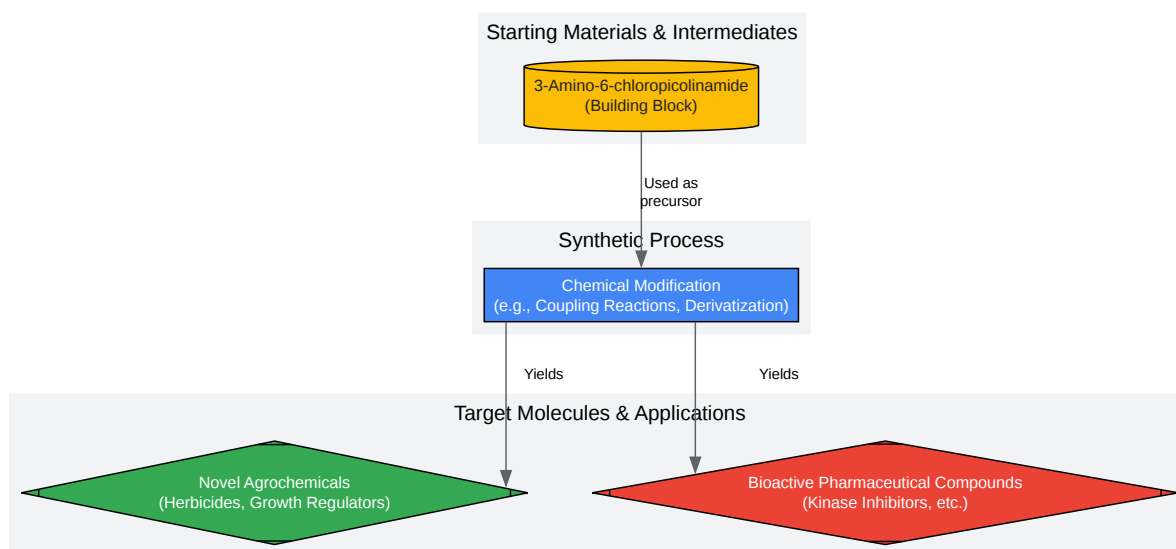 Starting Materials & Intermediates
3-Amino-6-chloropicolinamide
(Building Block)
Used as
precursor
Synthetic Process
Chemical Modification
(e.g., Coupling Reactions, Derivatization)
Yields
Yields
Target Molecules & Applications
Novel Agrochemicals
(Herbicides, Growth Regulators)
Bioactive Pharmaceutical Compounds
(Kinase Inhibitors, etc.)